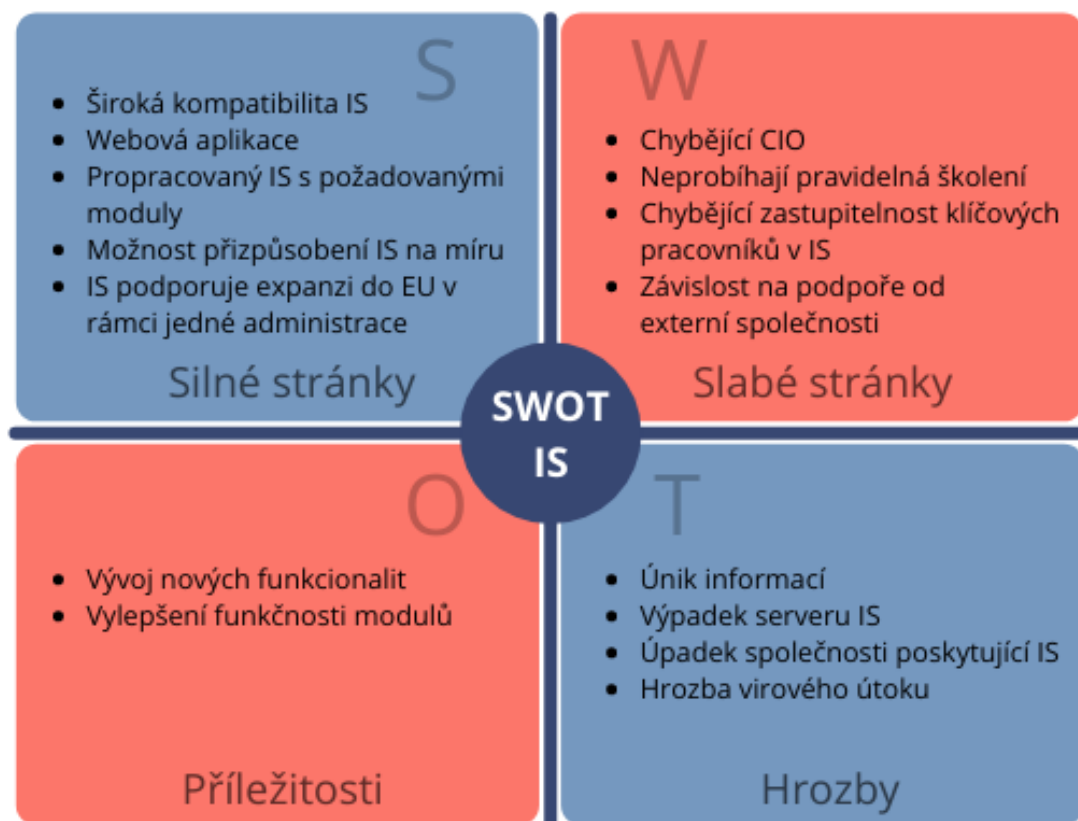 S
• Široká kompatibilita IS
• Webová aplikace
• Propracovaný IS s požadovanými
moduly
• Možnost přizpůsobení IS na míru
• IS podporuje expanzi do EU v
rámci jedné administrace
Silné stránky
W
• Chybějící CIO
• Neprobíhají pravidelná školení
• Chybějící zastupitelnost klíčových
pracovníků v IS
• Závislost na podpoře od
externí společnosti
Slabé stránky
SWOT
IS
O
• Vývoj nových funkcionalit
• Vylepšení funkčnosti modulů
Příležitosti
T
• Únik informací
• Výpadek serveru IS
• Úpadek společnosti poskytující IS
• Hrozba virového útoku
Hrozby